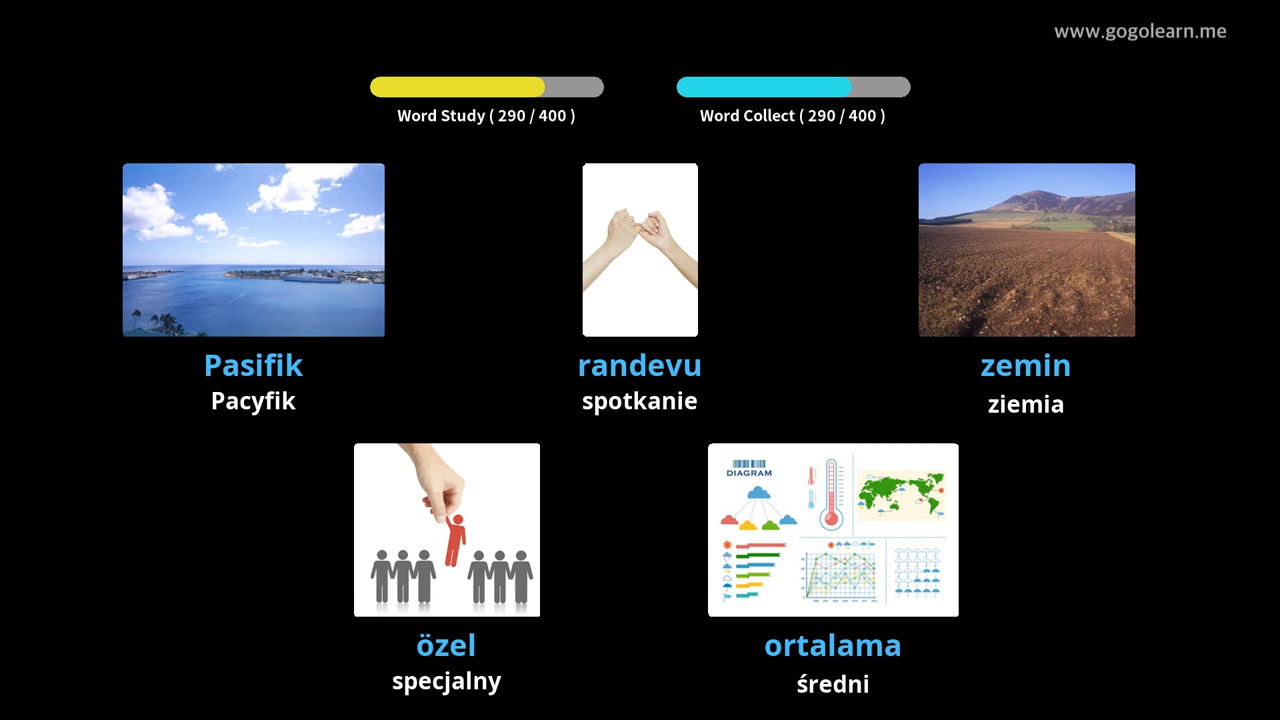 www.gogolearn.me
Word Study ( 290 / 400 )
Word Collect ( 290 / 400 )
Pasifik
Pacyfik
randevu
spotkanie
zemin
ziemia
DIAGRAM
özel
specjalny
ortalama
średni